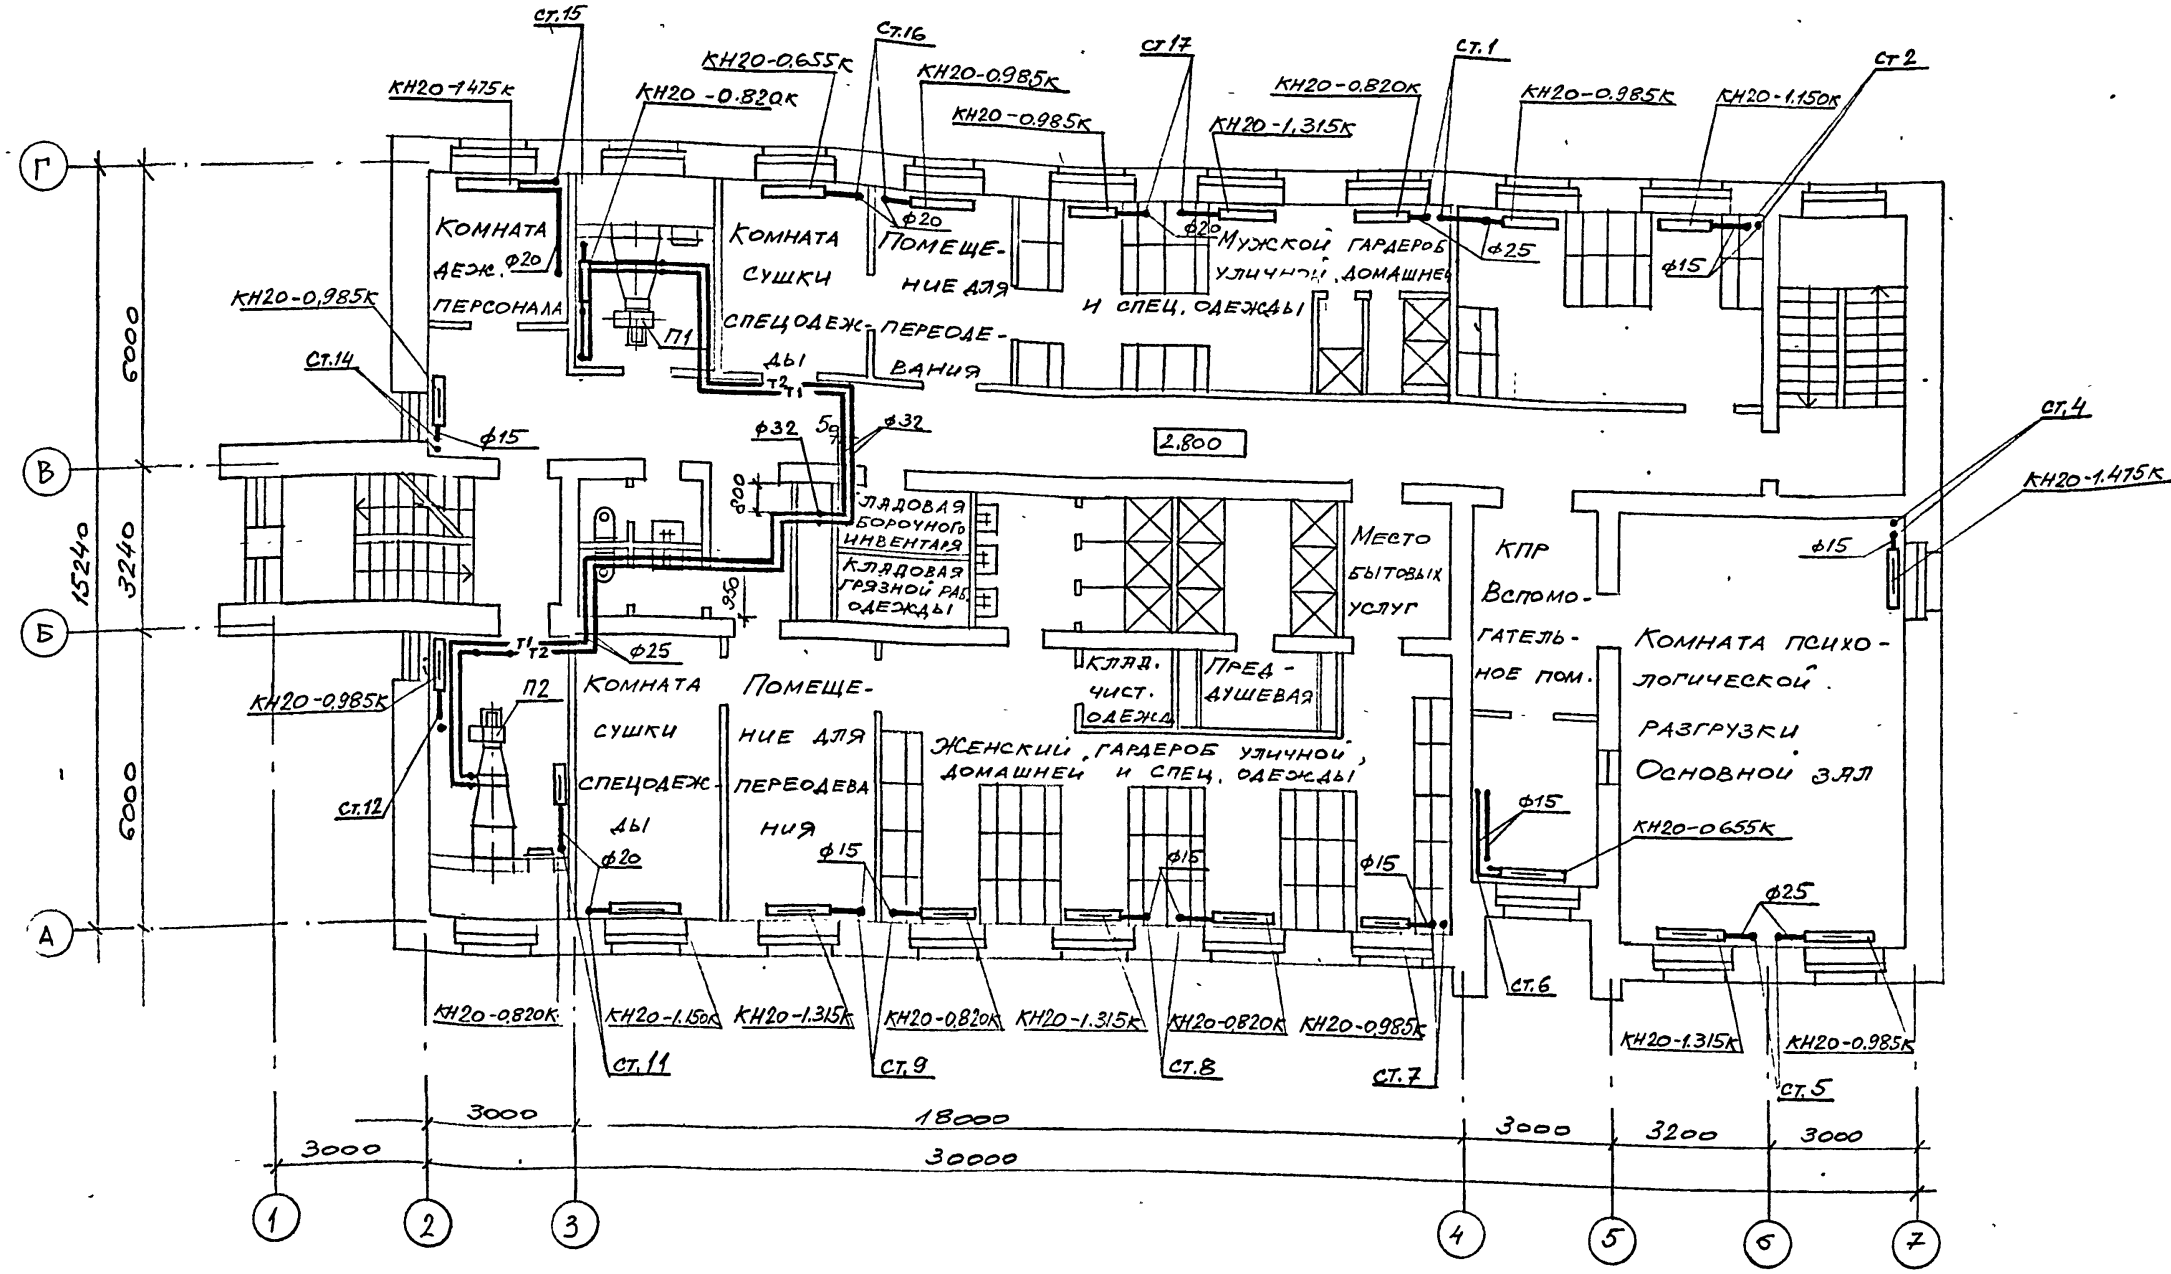 ст.15
ст.16
ст 17
ст.1
ст 2
КН20-1.475к
КН20-0.820к
КН20-0.655к
КН20-0.985к
КН20-0.985к
КН20-1.315к
КН20-0.820к
КН20-0.985к
КН20-1.150к
Г
Комната
деж.
персонала
ф20
Комната
сушки
спецодеж-
ды
П1
ф20
Помеще-
ние для
переоде-
вания
ф20
Мужской гардероб
уличной, домашней
и спец. одежды
ф25
ф15
КН20-0,985к
ст.14
ф15
6000
Т2
Т1
ф32
50
ф32
2.800
ст.4
КН20-1.475к
ф15
В
800
950
15240
3240
Кладовая
уборочного
инвентаря
Кладовая
грязной раб.
одежды
Место
бытовых
услуг
КПР
Вспомо-
гатель-
ное пом.
Комната психо-
логической
разгрузки
Основной зал
Б
Т1
Т2
ф25
КН20-0,985к
П2
Комната
сушки
спецодеж-
ды
Помеще-
ние для
переодева
ния
Клад.
чист.
одежд
Пред-
душевая
Женский гардероб уличной,
домашней и спец. одежды
ст.12
6000
ф20
ф15
ф15
ф15
ф15
КН20-0655к
ф25
А
КН20-0,820к
КН20-1.150к
КН20-1.315к
КН20-0,820к
КН20-1.315к
КН20-0820к
КН20-0,985к
ст.6
КН20-1.315к
КН20-0.985к
ст.11
ст.9
ст.8
ст.7
ст.5
3000
18000
3000
3200
3000
3000
30000
1
2
3
4
5
6
7